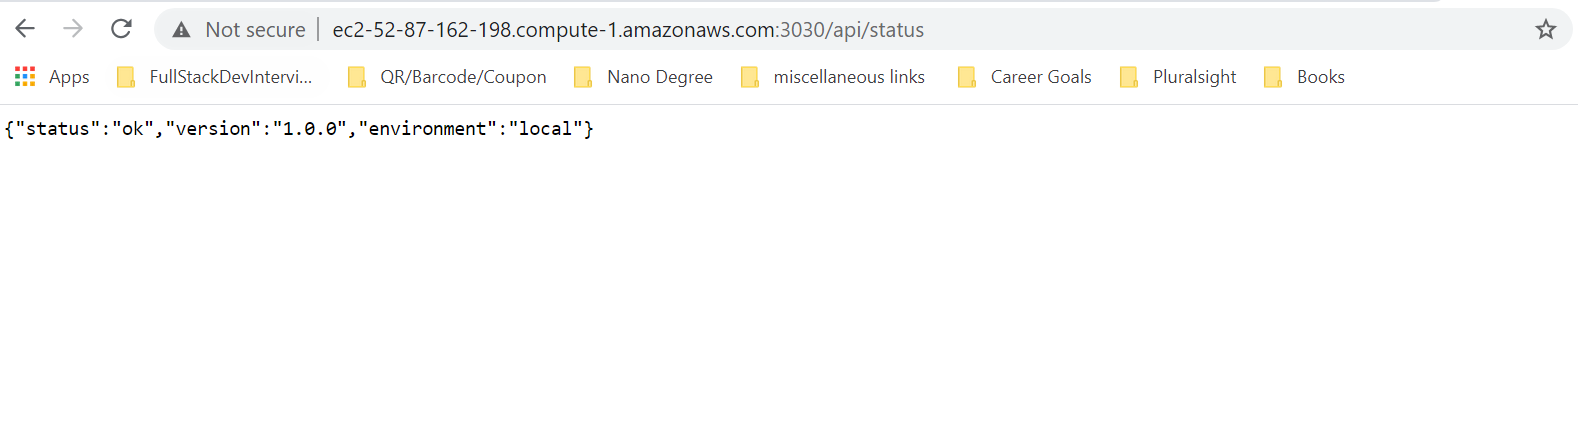 Not secure | ec2-52-87-162-198.compute-1.amazonaws.com:3030/api/status
Apps FullStackDevIntervi... QR/Barcode/Coupon Nano Degree miscellaneous links Career Goals Pluralsight Books
{"status":"ok","version":"1.0.0","environment":"local"}